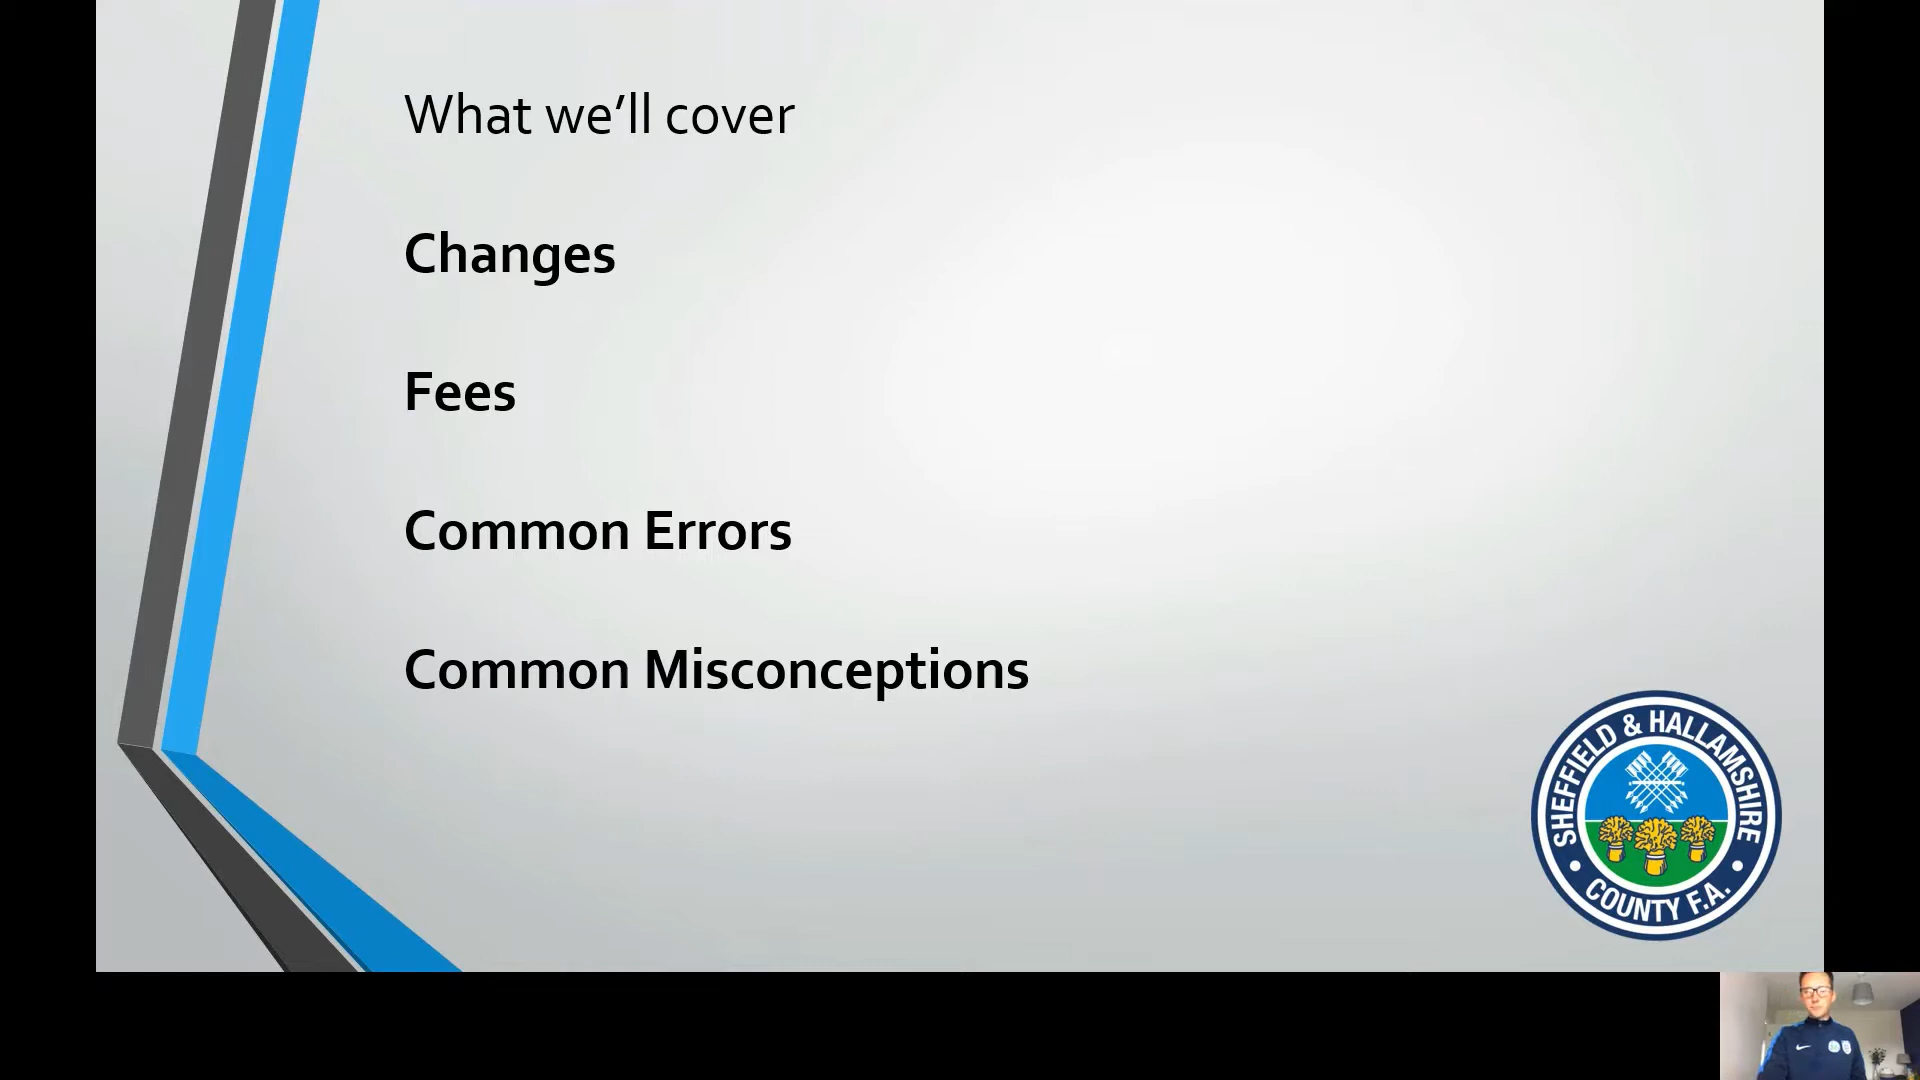 What we’ll cover
Changes
Fees
Common Errors
Common Misconceptions
SHEFFIELD & HALLAMSHIRE
COUNTY F.A.